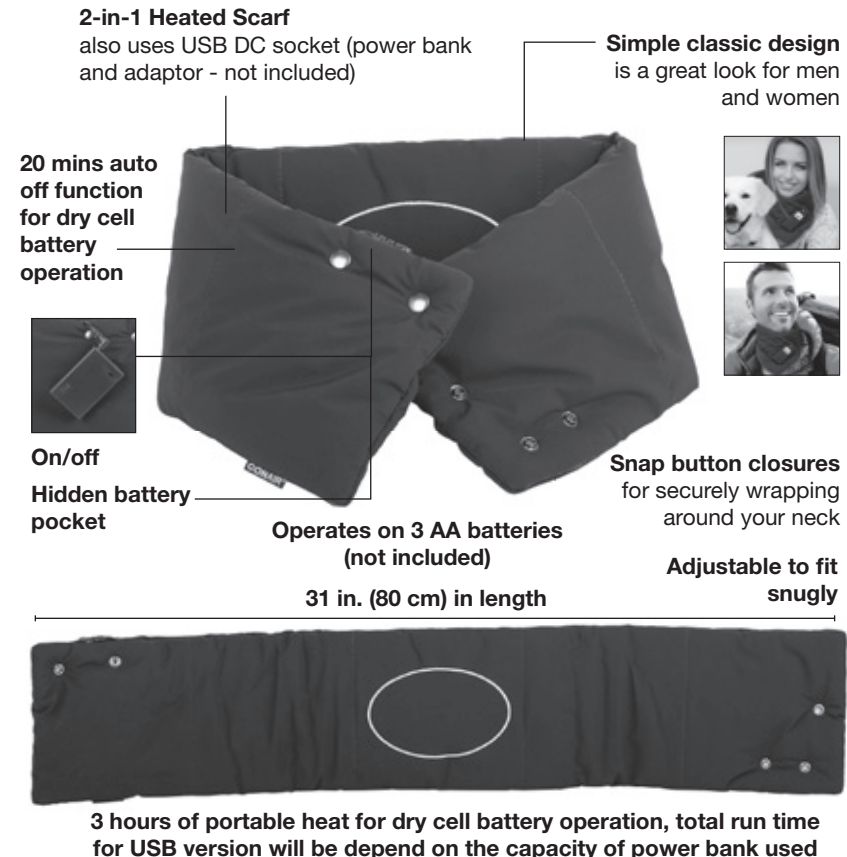 2-in-1 Heated Scarf
also uses USB DC socket (power bank
and adaptor - not included)
Simple classic design
is a great look for men
and women
20 mins auto
off function
for dry cell
battery
operation
On/off
Hidden battery
pocket
CONAIR
Operates on 3 AA batteries
(not included)
Snap button closures
for securely wrapping
around your neck
Adjustable to fit
snugly
31 in. (80 cm) in length
3 hours of portable heat for dry cell battery operation, total run time
for USB version will be depend on the capacity of power bank used